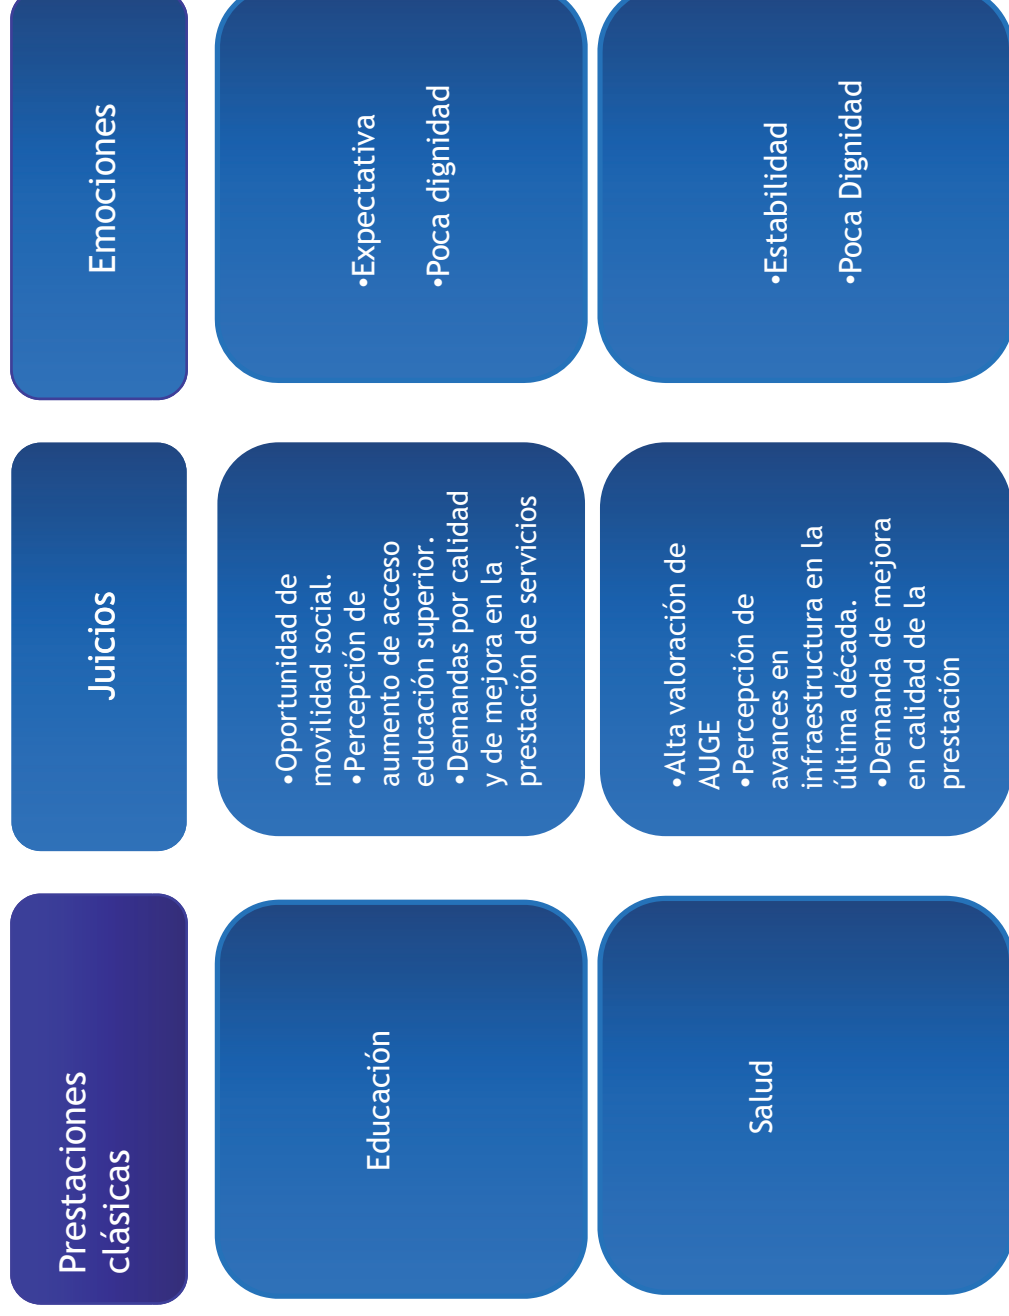 Prestaciones
clásicas
Juicios
Emociones
Educación
•Oportunidad de
movilidad social.
•Percepción de
aumento de acceso
educación superior.
•Demandas por calidad
y de mejora en la
prestación de servicios
•Expectativa
•Poca dignidad
Salud
•Alta valoración de
AUGE
•Percepción de
avances en
infraestructura en la
última década.
•Demanda de mejora
en calidad de la
prestación
•Estabilidad
•Poca Dignidad